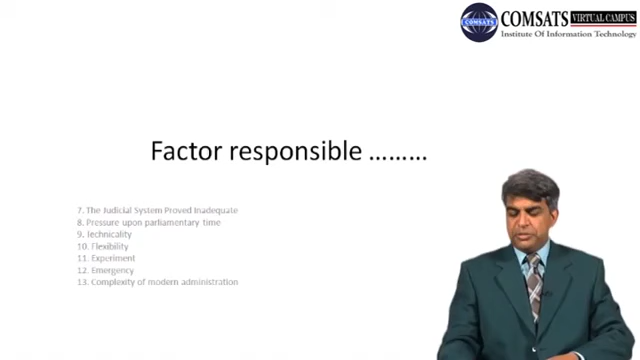 COMSATS VIRTUAL CAMPUS
Institute Of Information Technology
Factor responsible ………
7. The Judicial System Proved Inadequate
8. Pressure upon parliamentary time
9. Technicality
10. Flexibility
11. Experiment
12. Emergency
13. Complexity of modern administration